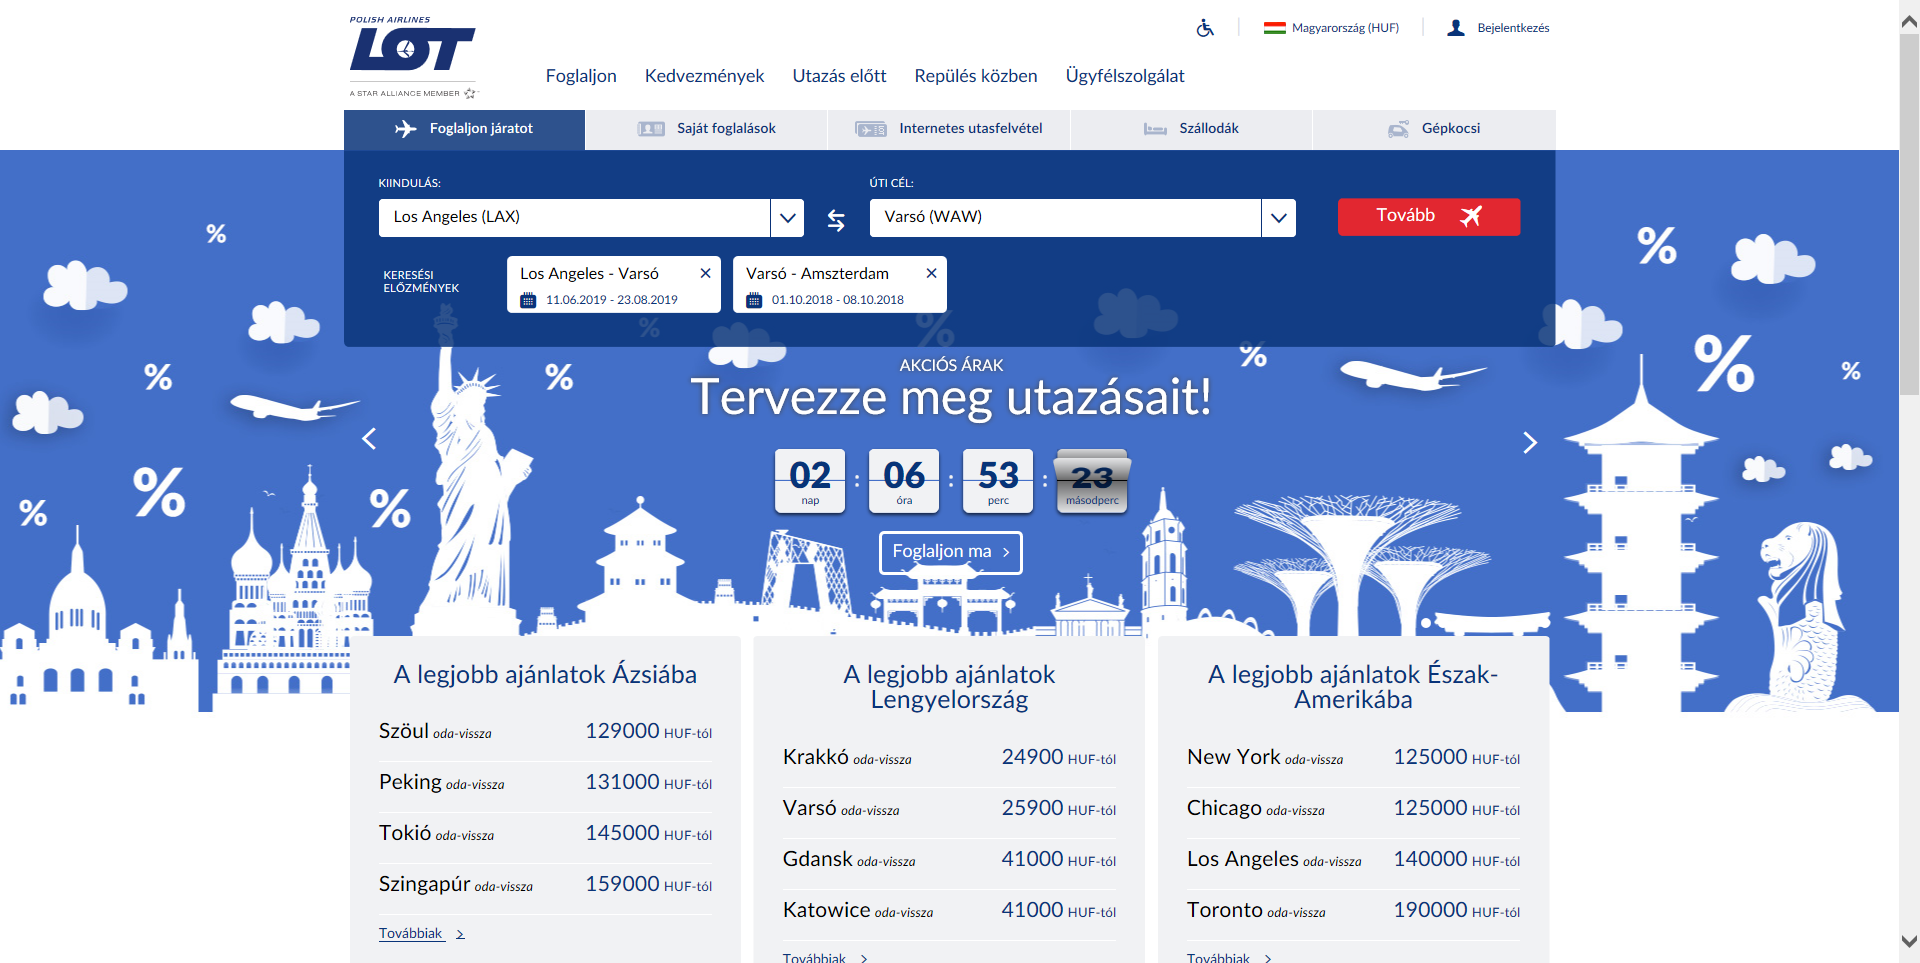 POLISH AIRLINES
LOT
A STAR ALLIANCE MEMBER
Magyarország (HUF)
Bejelentkezés
Foglaljon
Kedvezmények
Utazás előtt
Repülés közben
Ügyfélszolgálat
Foglaljon járatot
Saját foglalások
Internetes utasfelvétel
Szállodák
Gépkocsi
KIINDULÁS:
Los Angeles (LAX)
ÚTI CÉL:
Varsó (WAW)
Tovább
KERESÉSI
ELŐZMÉNYEK
Los Angeles - Varsó
11.06.2019 - 23.08.2019
Varsó - Amszterdam
01.10.2018 - 08.10.2018
AKCIÓS ÁRAK
Tervezze meg utazásait!
02 : 06 : 53 : 23
nap óra perc másodperc
Foglaljon ma
A legjobb ajánlatok Ázsiába
Szöul oda-vissza 129000 HUF-tól
Peking oda-vissza 131000 HUF-tól
Tokió oda-vissza 145000 HUF-tól
Szingapúr oda-vissza 159000 HUF-tól
Továbbiak
A legjobb ajánlatok
Lengyelország
Krakkó oda-vissza 24900 HUF-tól
Varsó oda-vissza 25900 HUF-tól
Gdansk oda-vissza 41000 HUF-tól
Katowice oda-vissza 41000 HUF-tól
Továbbiak
A legjobb ajánlatok Észak-
Amerikába
New York oda-vissza 125000 HUF-tól
Chicago oda-vissza 125000 HUF-tól
Los Angeles oda-vissza 140000 HUF-tól
Toronto oda-vissza 190000 HUF-tól
Továbbiak